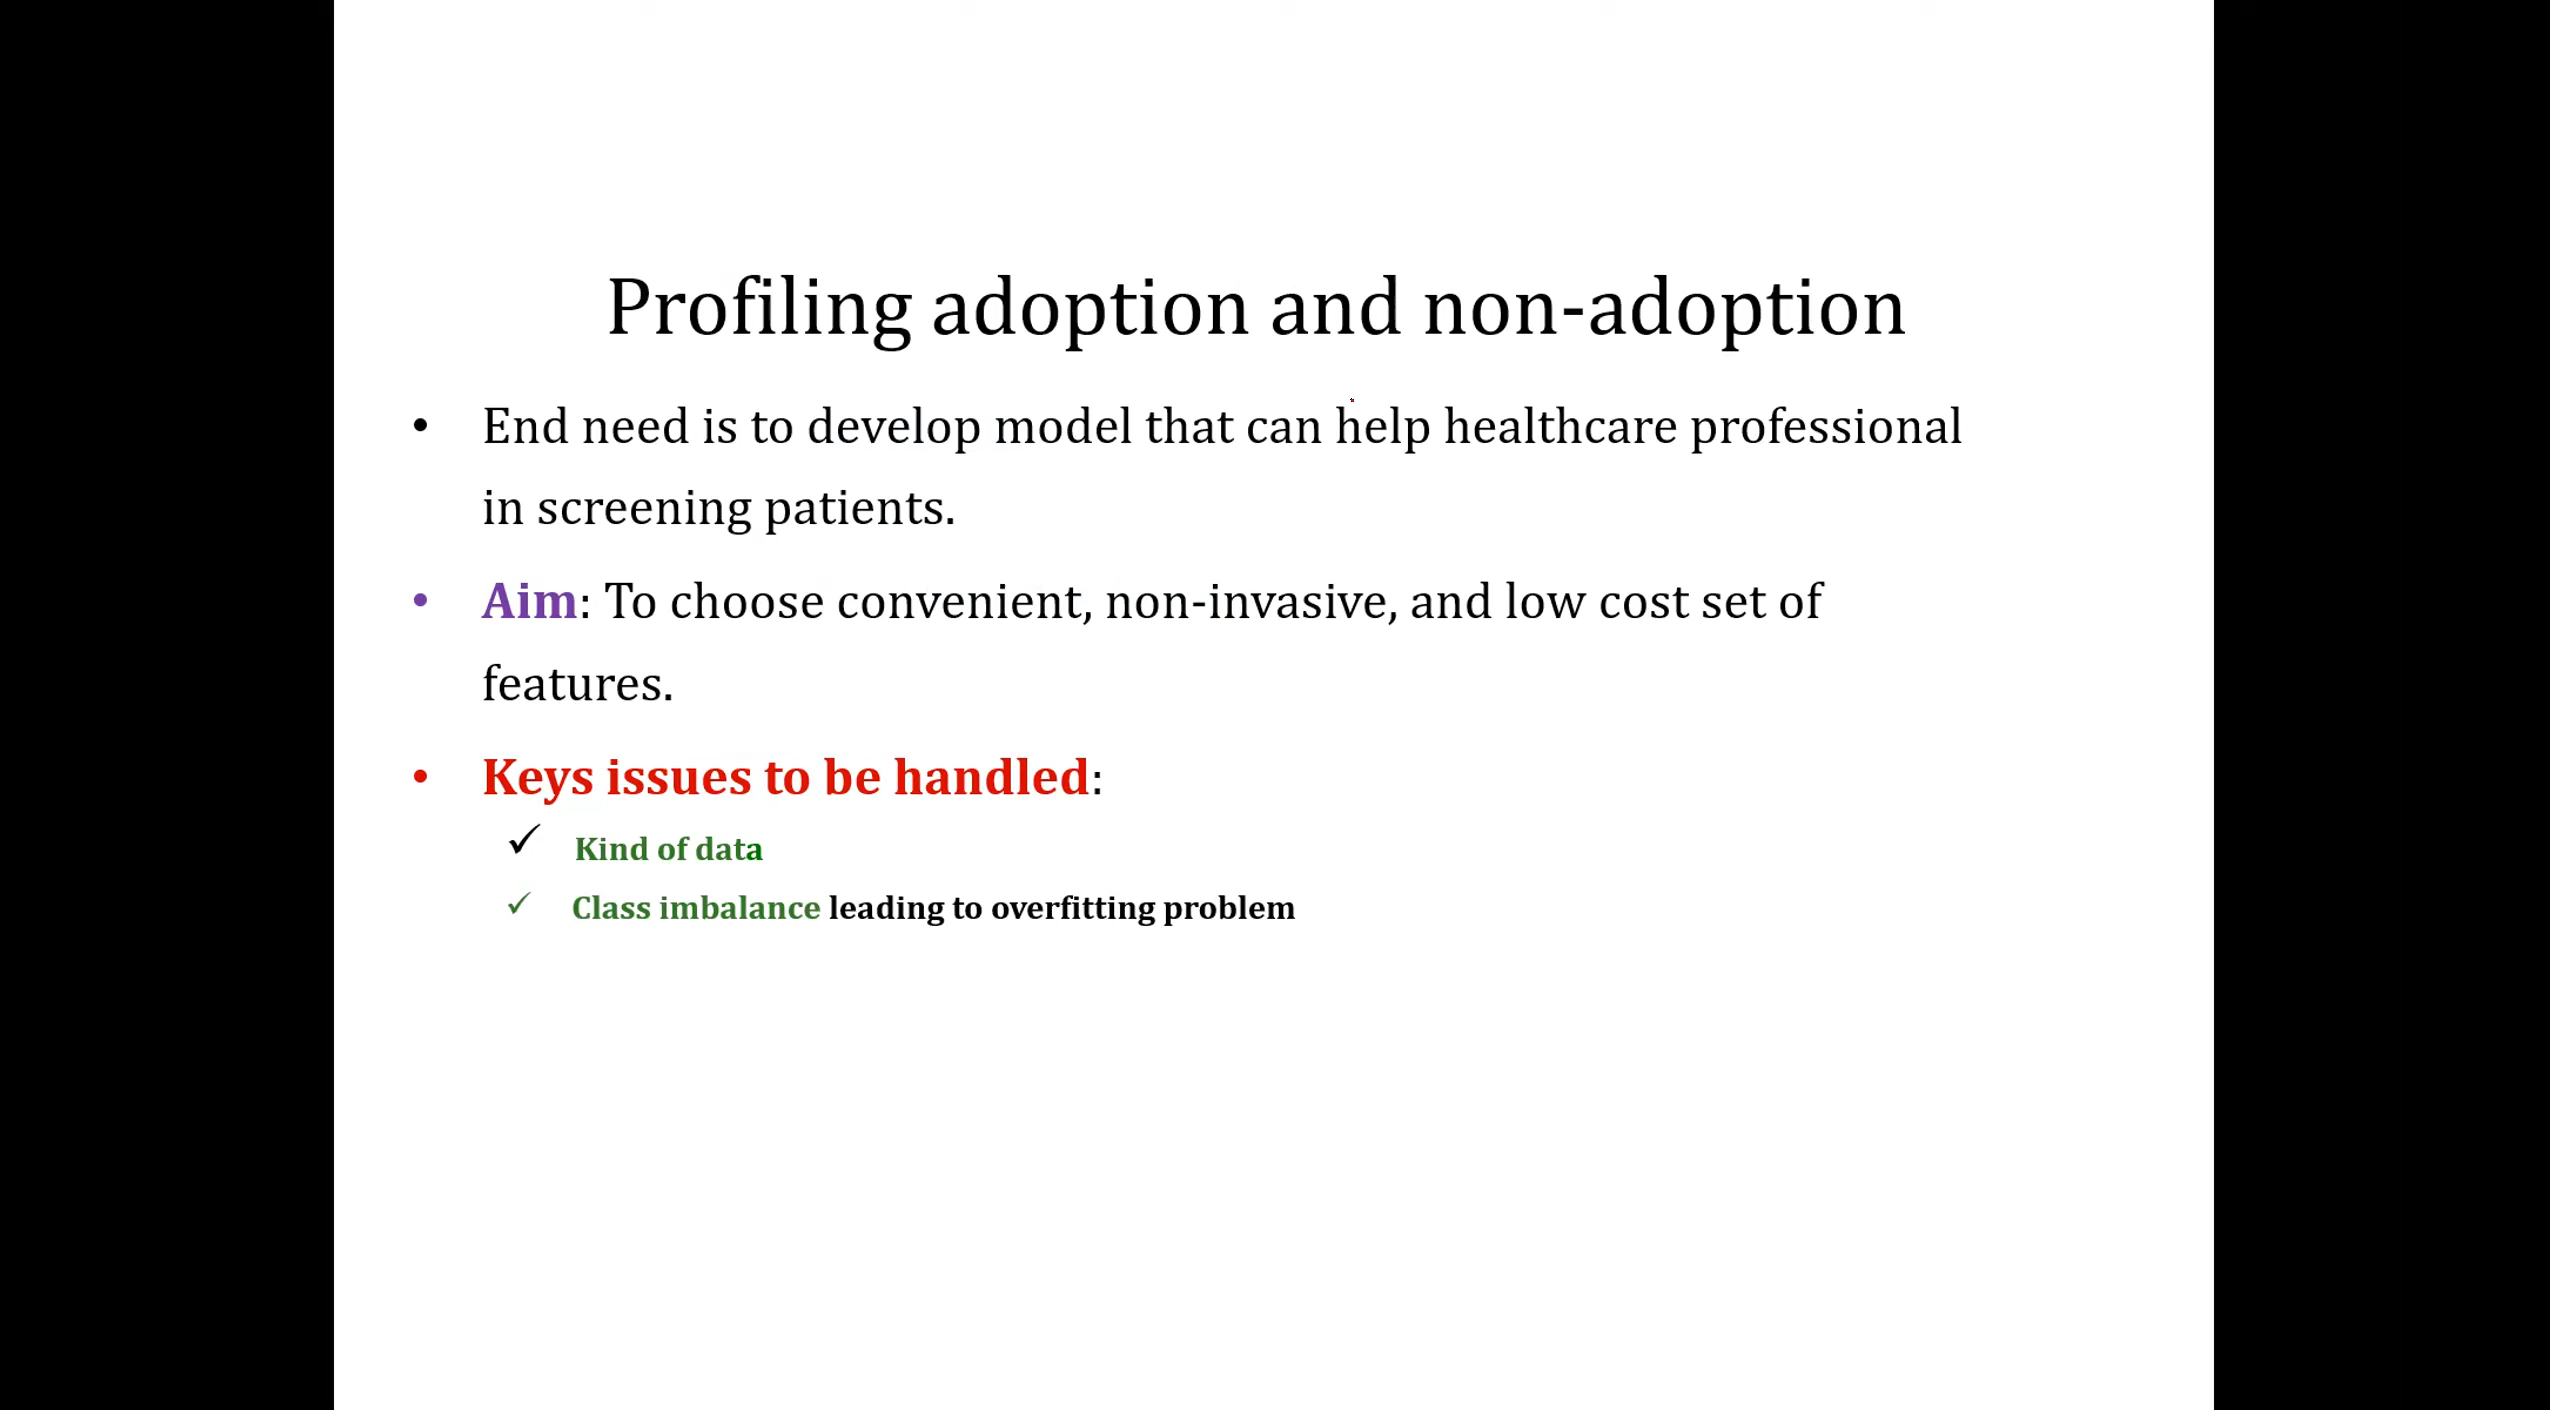 Profiling adoption and non-adoption
• End need is to develop model that can help healthcare professional
in screening patients.
• Aim: To choose convenient, non-invasive, and low cost set of
features.
• Keys issues to be handled:
✓ Kind of data
✓ Class imbalance leading to overfitting problem